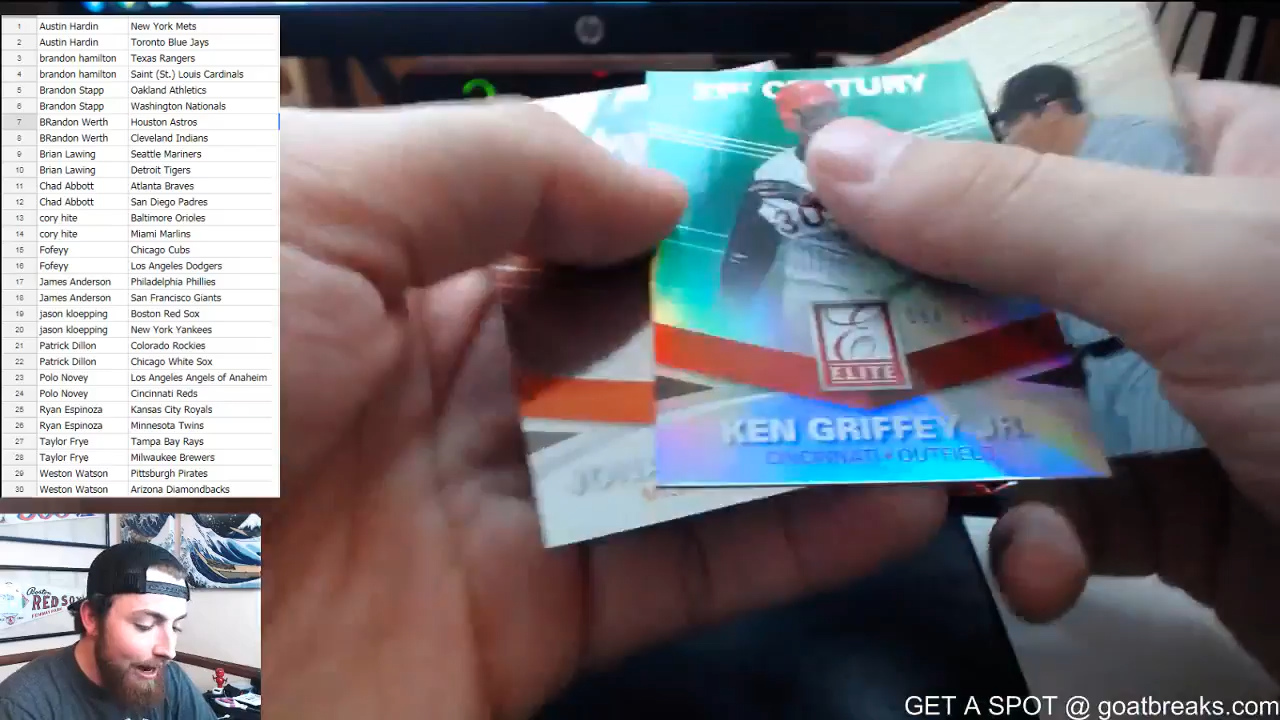 1 Austin Hardin New York Mets
2 Austin Hardin Toronto Blue Jays
3 brandon hamilton Texas Rangers
4 brandon hamilton Saint (St.) Louis Cardinals
5 Brandon Stapp Oakland Athletics
6 Brandon Stapp Washington Nationals
7 BRandon Werth Houston Astros
8 BRandon Werth Cleveland Indians
9 Brian Lawing Seattle Mariners
10 Brian Lawing Detroit Tigers
11 Chad Abbott Atlanta Braves
12 Chad Abbott San Diego Padres
13 cory hite Baltimore Orioles
14 cory hite Miami Marlins
15 Fofeyy Chicago Cubs
16 Fofeyy Los Angeles Dodgers
17 James Anderson Philadelphia Phillies
18 James Anderson San Francisco Giants
19 jason kloepping Boston Red Sox
20 jason kloepping New York Yankees
21 Patrick Dillon Colorado Rockies
22 Patrick Dillon Chicago White Sox
23 Polo Novey Los Angeles Angels of Anaheim
24 Polo Novey Cincinnati Reds
25 Ryan Espinoza Kansas City Royals
26 Ryan Espinoza Minnesota Twins
27 Taylor Frye Tampa Bay Rays
28 Taylor Frye Milwaukee Brewers
29 Weston Watson Pittsburgh Pirates
30 Weston Watson Arizona Diamondbacks
21ST CENTURY
30
ELITE
KEN GRIFFEY JR.
CINCINNATI • OUTFIELD
Boston
RED SOX
GET A SPOT @ goatbreaks.com